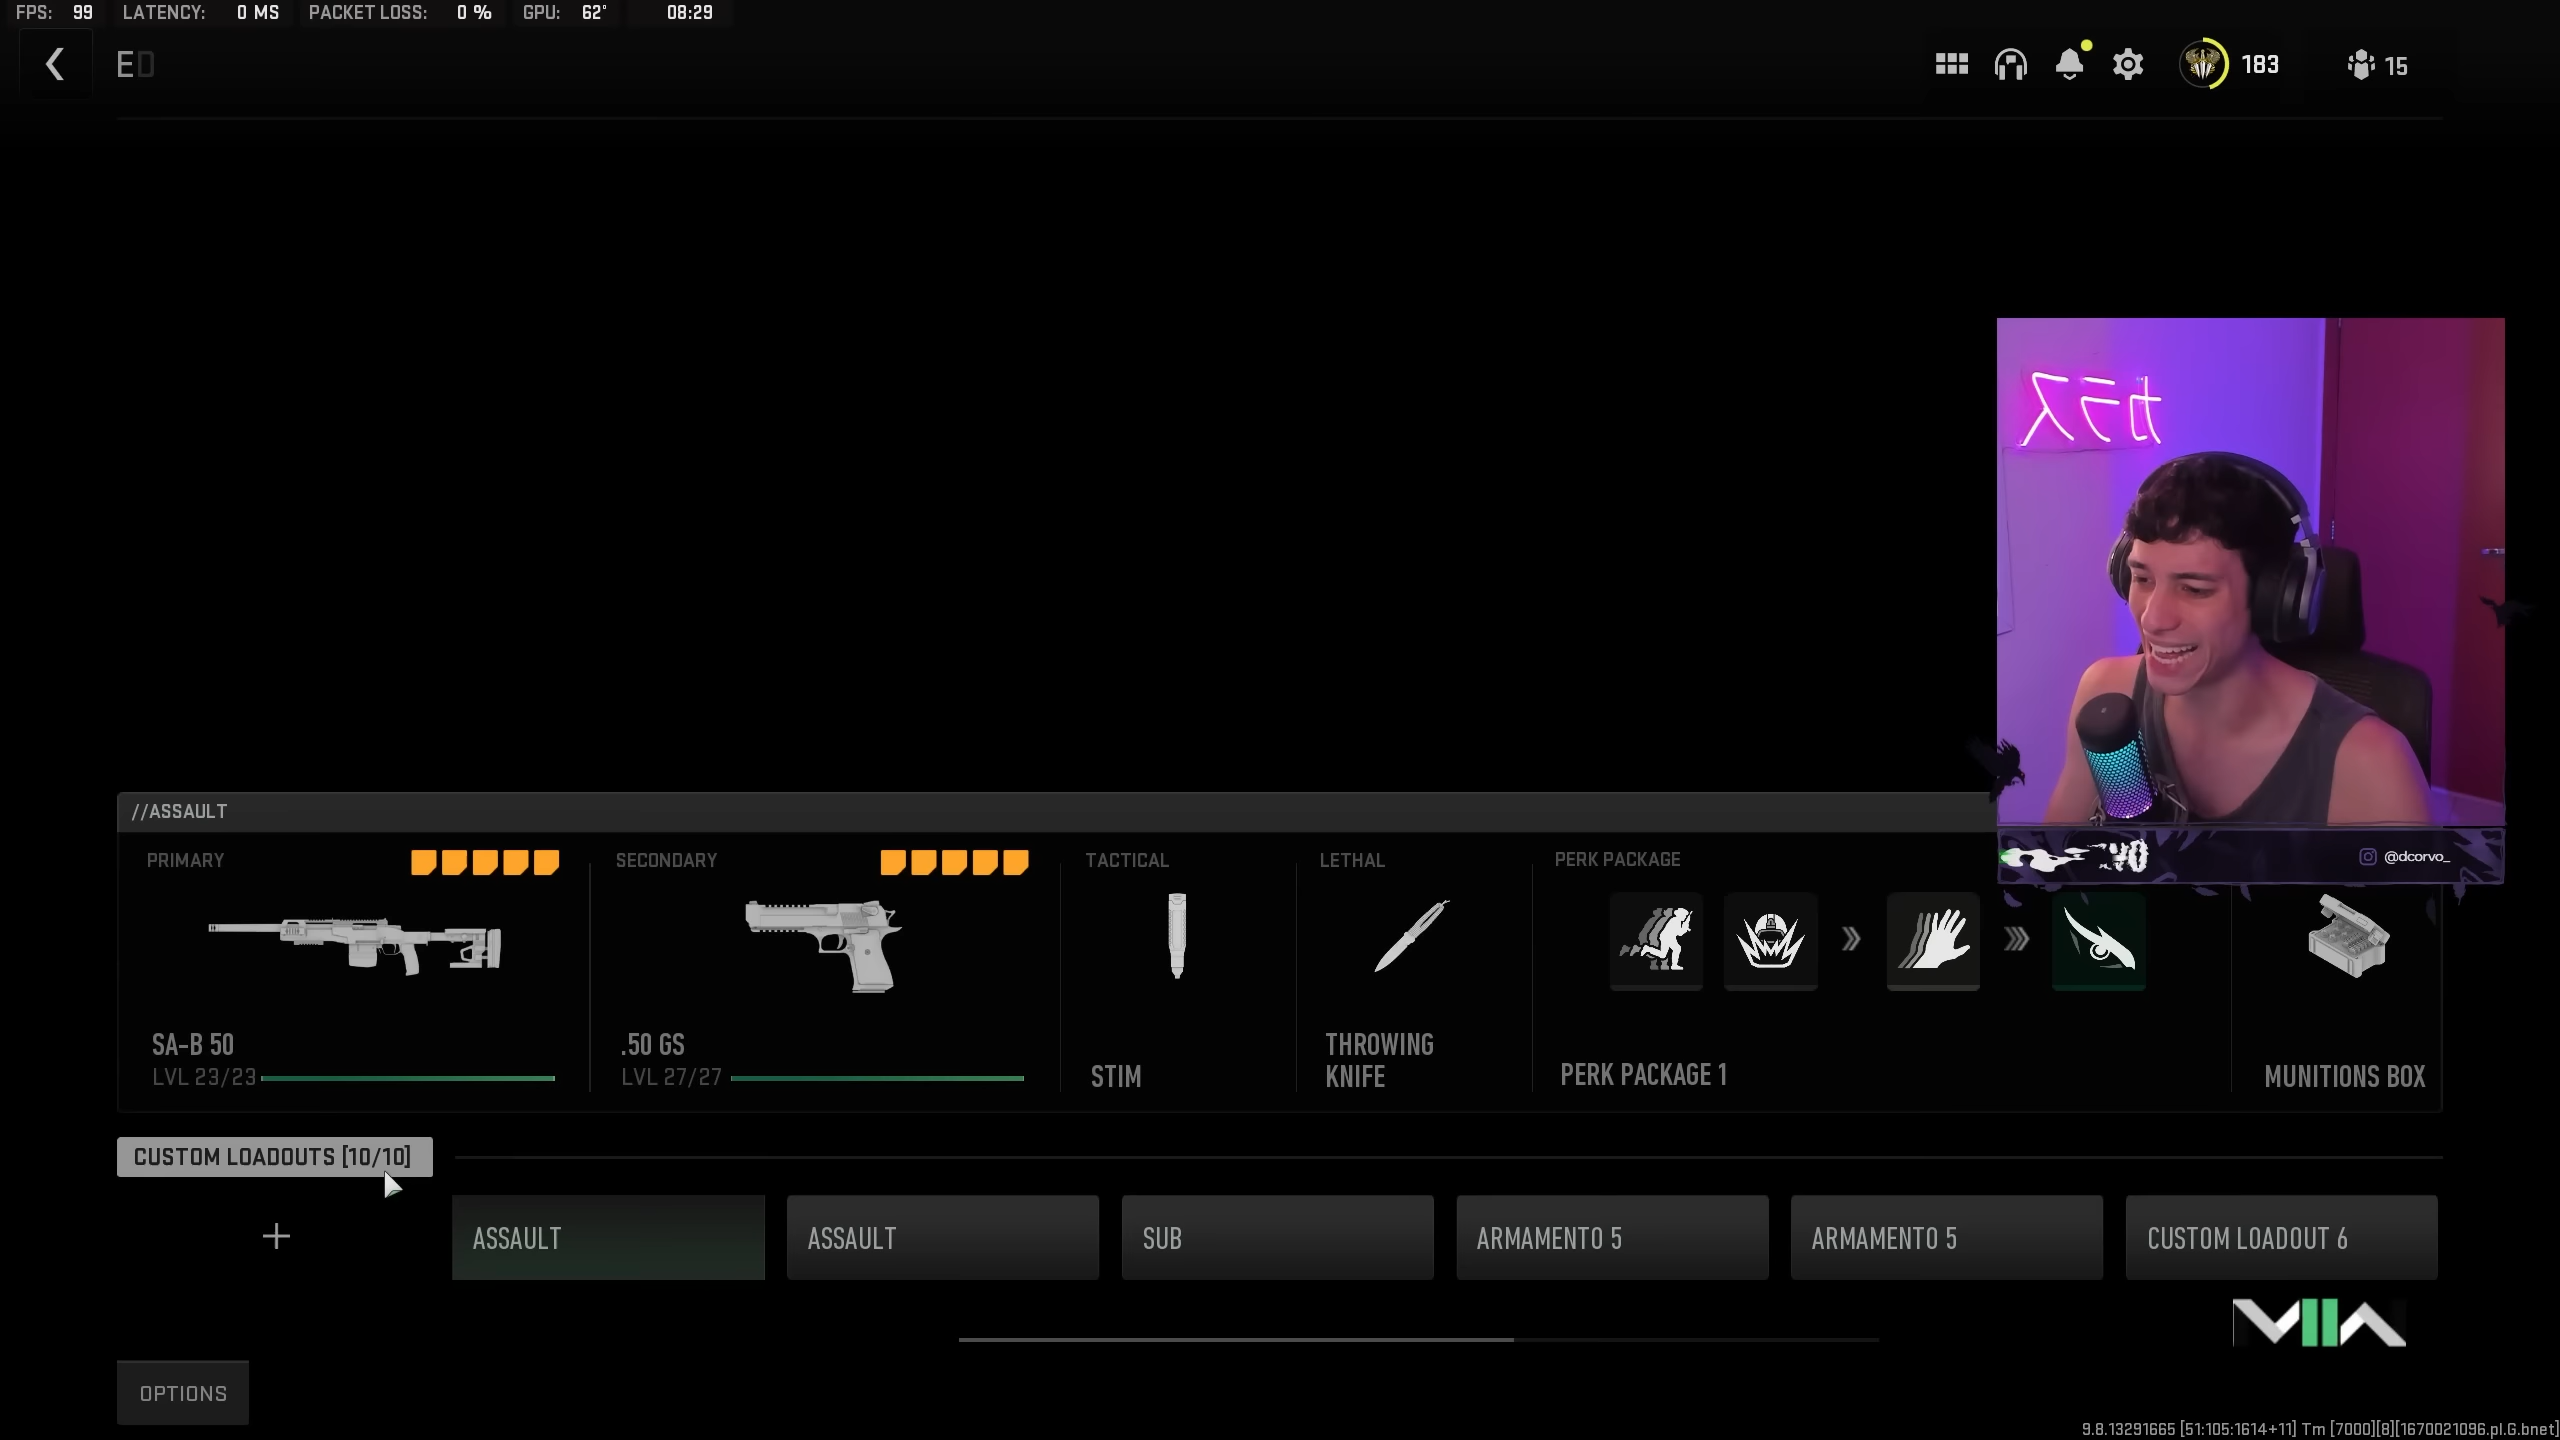 FPS: 99 LATENCY: 0 MS PACKET LOSS: 0 % GPU: 62° 08:29
ED
183
15
//ASSAULT
PRIMARY
SECONDARY
TACTICAL
LETHAL
PERK PACKAGE
@dcorvo_
SA-B 50
LVL 23/23
.50 GS
LVL 27/27
STIM
THROWING
KNIFE
PERK PACKAGE 1
MUNITIONS BOX
CUSTOM LOADOUTS [10/10]
+
ASSAULT
ASSAULT
SUB
ARMAMENTO 5
ARMAMENTO 5
CUSTOM LOADOUT 6
OPTIONS
9.8.13291665 [51:105:1614+11] Tm [7000][8][1670021096.pl.G.bnet]